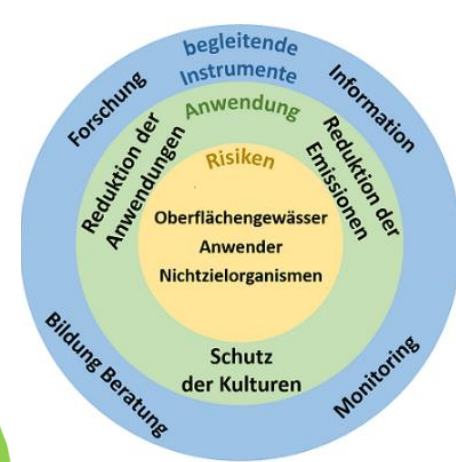 begleitende
Instrumente
Forschung
Information
Anwendung
Reduktion der
Anwendungen
Reduktion der
Emissionen
Risiken
Oberflächengewässer
Anwender
Nichtzielorganismen
Schutz
der Kulturen
Bildung Beratung
Monitoring